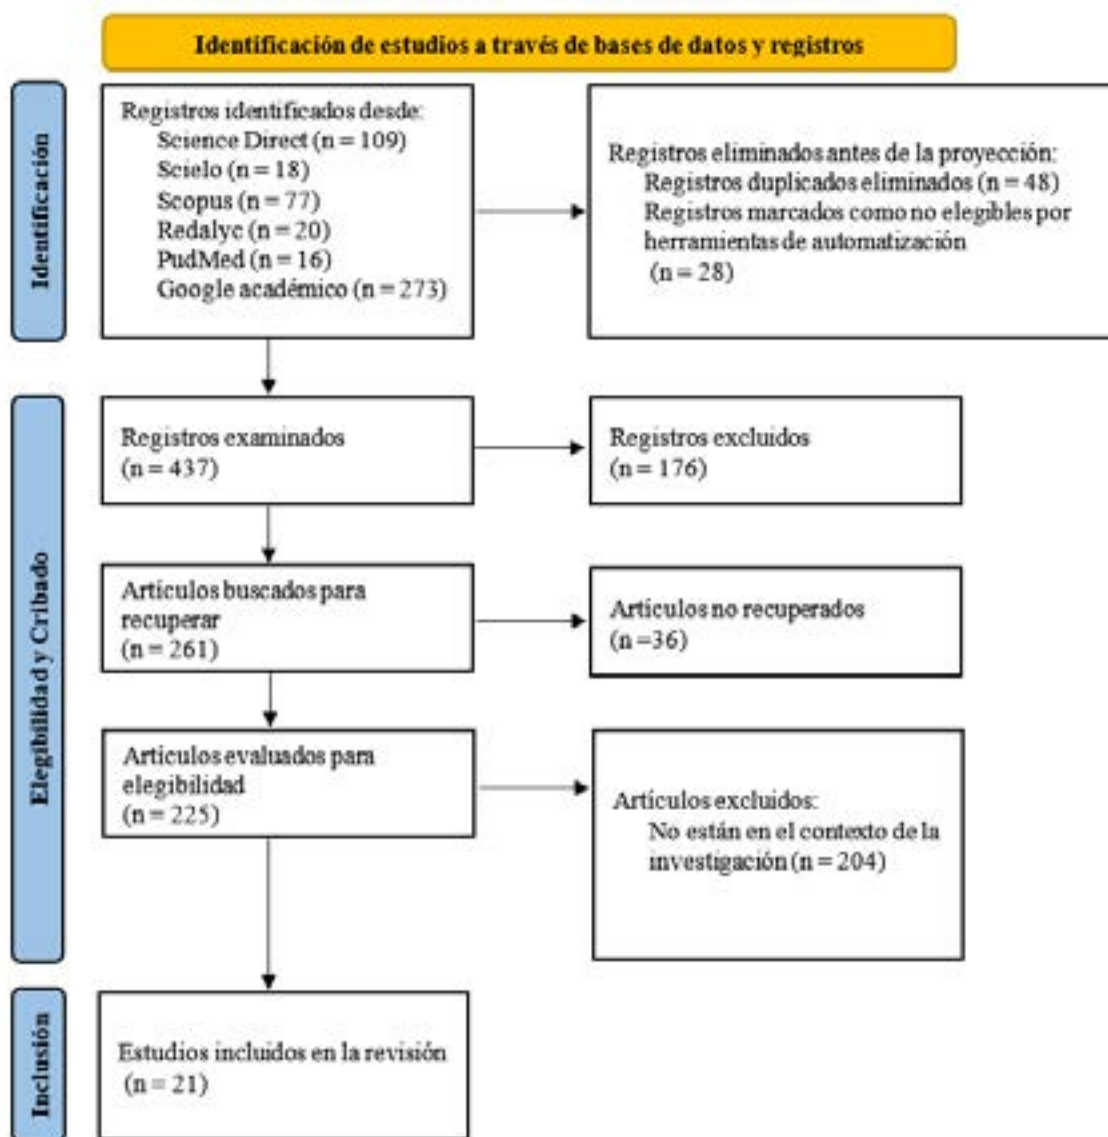 Identificación de estudios a través de bases de datos y registros
Identificación
Registros identificados desde:
Science Direct (n = 109)
Scielo (n = 18)
Scopus (n = 77)
Redalyc (n = 20)
PudMed (n = 16)
Google académico (n = 273)
Registros eliminados antes de la proyección:
Registros duplicados eliminados (n = 48)
Registros marcados como no elegibles por
herramientas de automatización
(n = 28)
Elegibilidad y Cribado
Registros examinados
(n = 437)
Registros excluidos
(n = 176)
Artículos buscados para
recuperar
(n = 261)
Artículos no recuperados
(n =36)
Artículos evaluados para
elegibilidad
(n = 225)
Artículos excluidos:
No están en el contexto de la
investigación (n = 204)
Inclusión
Estudios incluidos en la revisión
(n = 21)